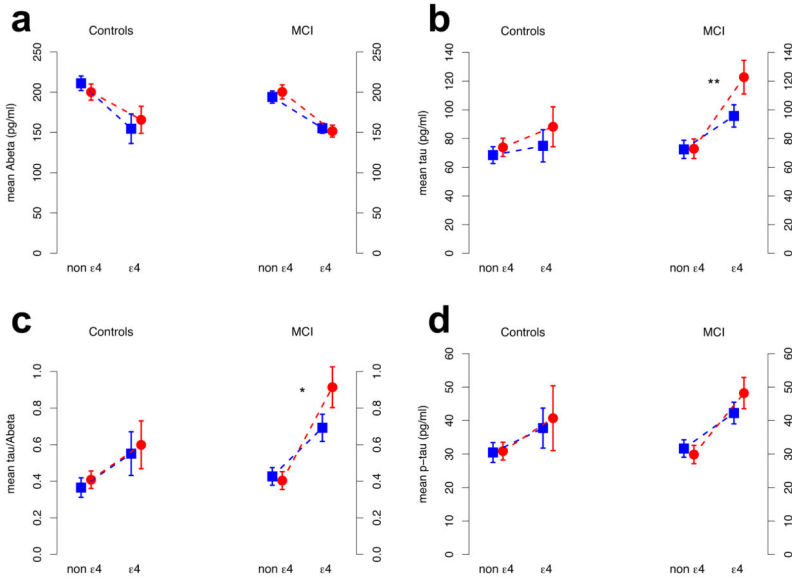 a
Controls
MCI
mean Abeta (pg/ml)
250
200
150
100
50
0
250
200
150
100
50
0
non ε4
ε4
non ε4
ε4
b
Controls
MCI
mean tau (pg/ml)
140
120
100
80
60
40
20
0
**
140
120
100
80
60
40
20
0
non ε4
ε4
non ε4
ε4
c
Controls
MCI
mean tau/Abeta
1.0
0.8
0.6
0.4
0.2
0.0
*
1.0
0.8
0.6
0.4
0.2
0.0
non ε4
ε4
non ε4
ε4
d
Controls
MCI
mean p−tau (pg/ml)
60
50
40
30
20
10
0
60
50
40
30
20
10
0
non ε4
ε4
non ε4
ε4